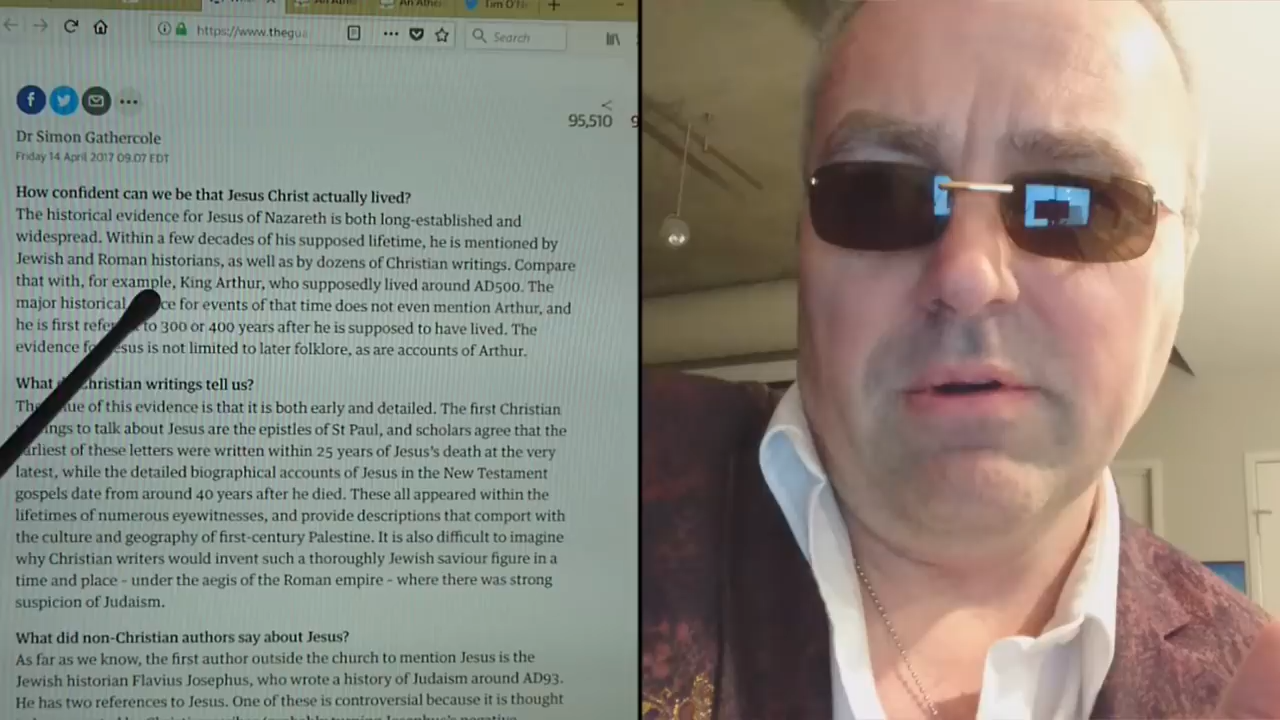 An Athe
Tim O'Ne
https://www.thegua
Search
95,510
9
Dr Simon Gathercole
Friday 14 April 2017 09.07 EDT
How confident can we be that Jesus Christ actually lived?
The historical evidence for Jesus of Nazareth is both long-established and
widespread. Within a few decades of his supposed lifetime, he is mentioned by
Jewish and Roman historians, as well as by dozens of Christian writings. Compare
that with, for example, King Arthur, who supposedly lived around AD500. The
major historical ce for events of that time does not even mention Arthur, and
he is first refer to 300 or 400 years after he is supposed to have lived. The
evidence fo esus is not limited to later folklore, as are accounts of Arthur.
What Christian writings tell us?
The ue of this evidence is that it is both early and detailed. The first Christian
ings to talk about Jesus are the epistles of St Paul, and scholars agree that the
arliest of these letters were written within 25 years of Jesus's death at the very
latest, while the detailed biographical accounts of Jesus in the New Testament
gospels date from around 40 years after he died. These all appeared within the
lifetimes of numerous eyewitnesses, and provide descriptions that comport with
the culture and geography of first-century Palestine. It is also difficult to imagine
why Christian writers would invent such a thoroughly Jewish saviour figure in a
time and place – under the aegis of the Roman empire – where there was strong
suspicion of Judaism.
What did non-Christian authors say about Jesus?
As far as we know, the first author outside the church to mention Jesus is the
Jewish historian Flavius Josephus, who wrote a history of Judaism around AD93.
He has two references to Jesus. One of these is controversial because it is thought